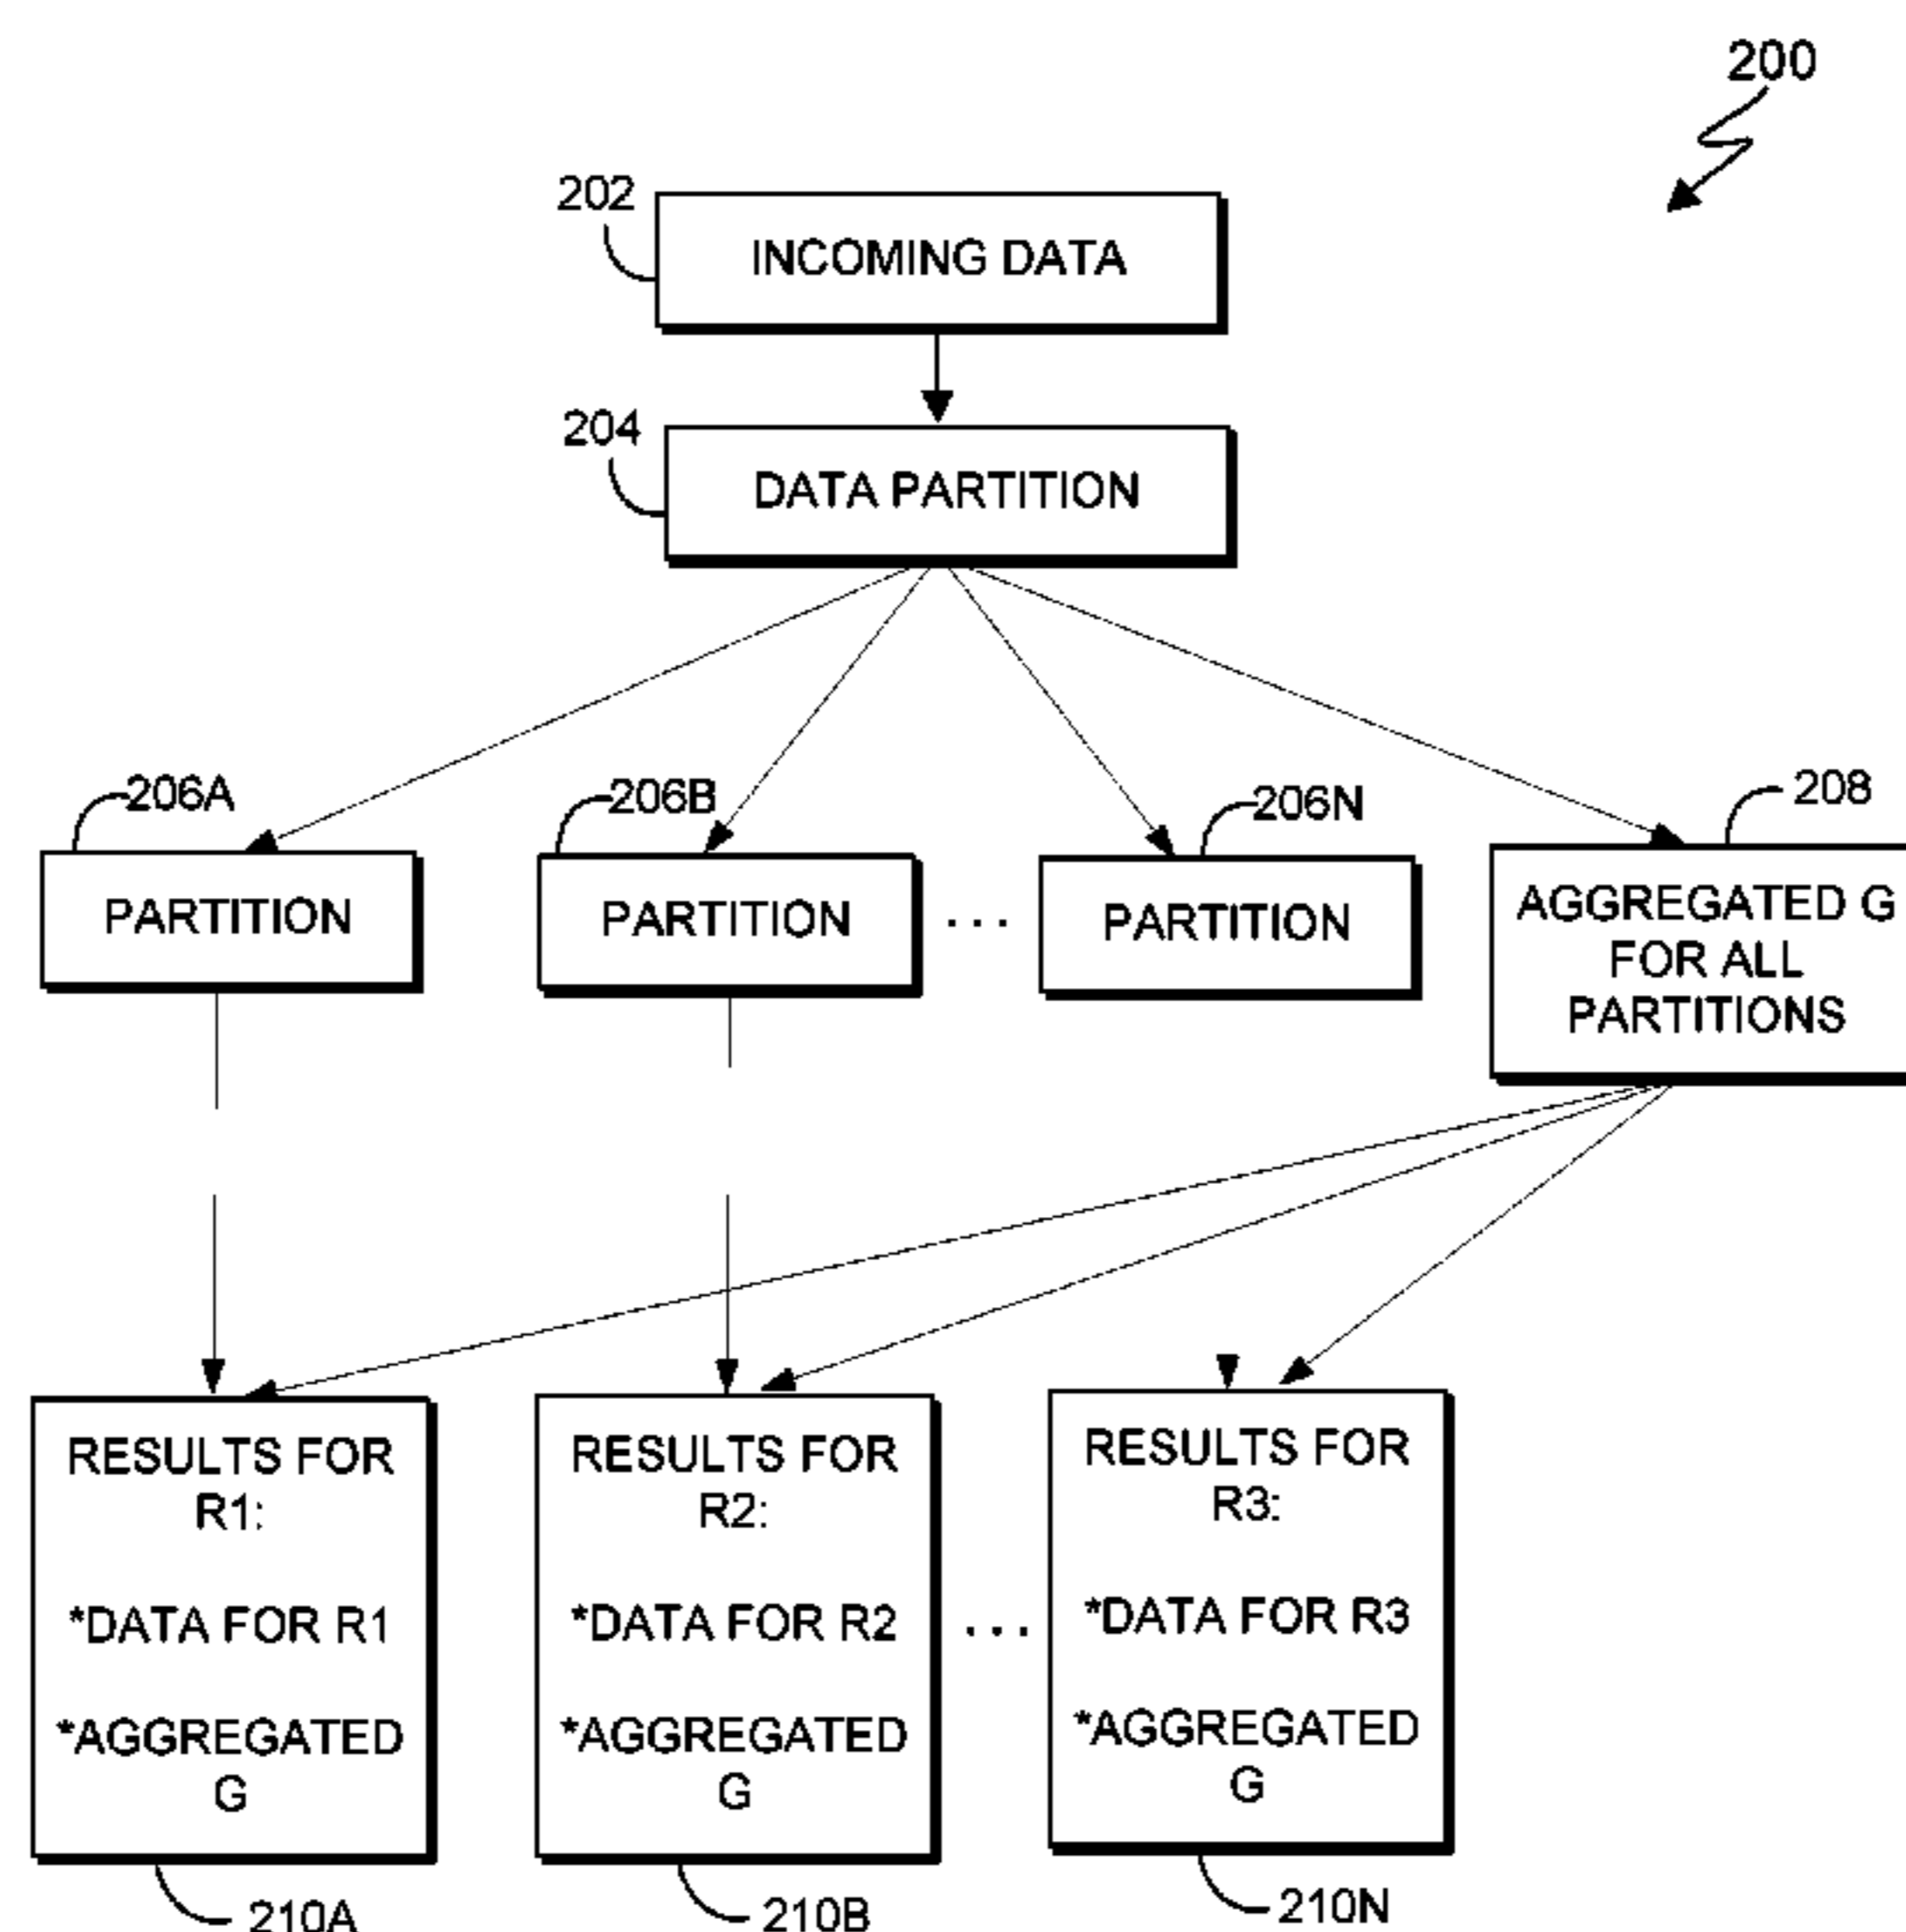 200
202
INCOMING DATA
204
DATA PARTITION
206A
206B
206N
208
PARTITION
PARTITION
...
PARTITION
AGGREGATED G
FOR ALL
PARTITIONS
RESULTS FOR
R1:
*DATA FOR R1
*AGGREGATED
G
RESULTS FOR
R2:
*DATA FOR R2
*AGGREGATED
G
...
RESULTS FOR
R3:
*DATA FOR R3
*AGGREGATED
G
210A
210B
210N